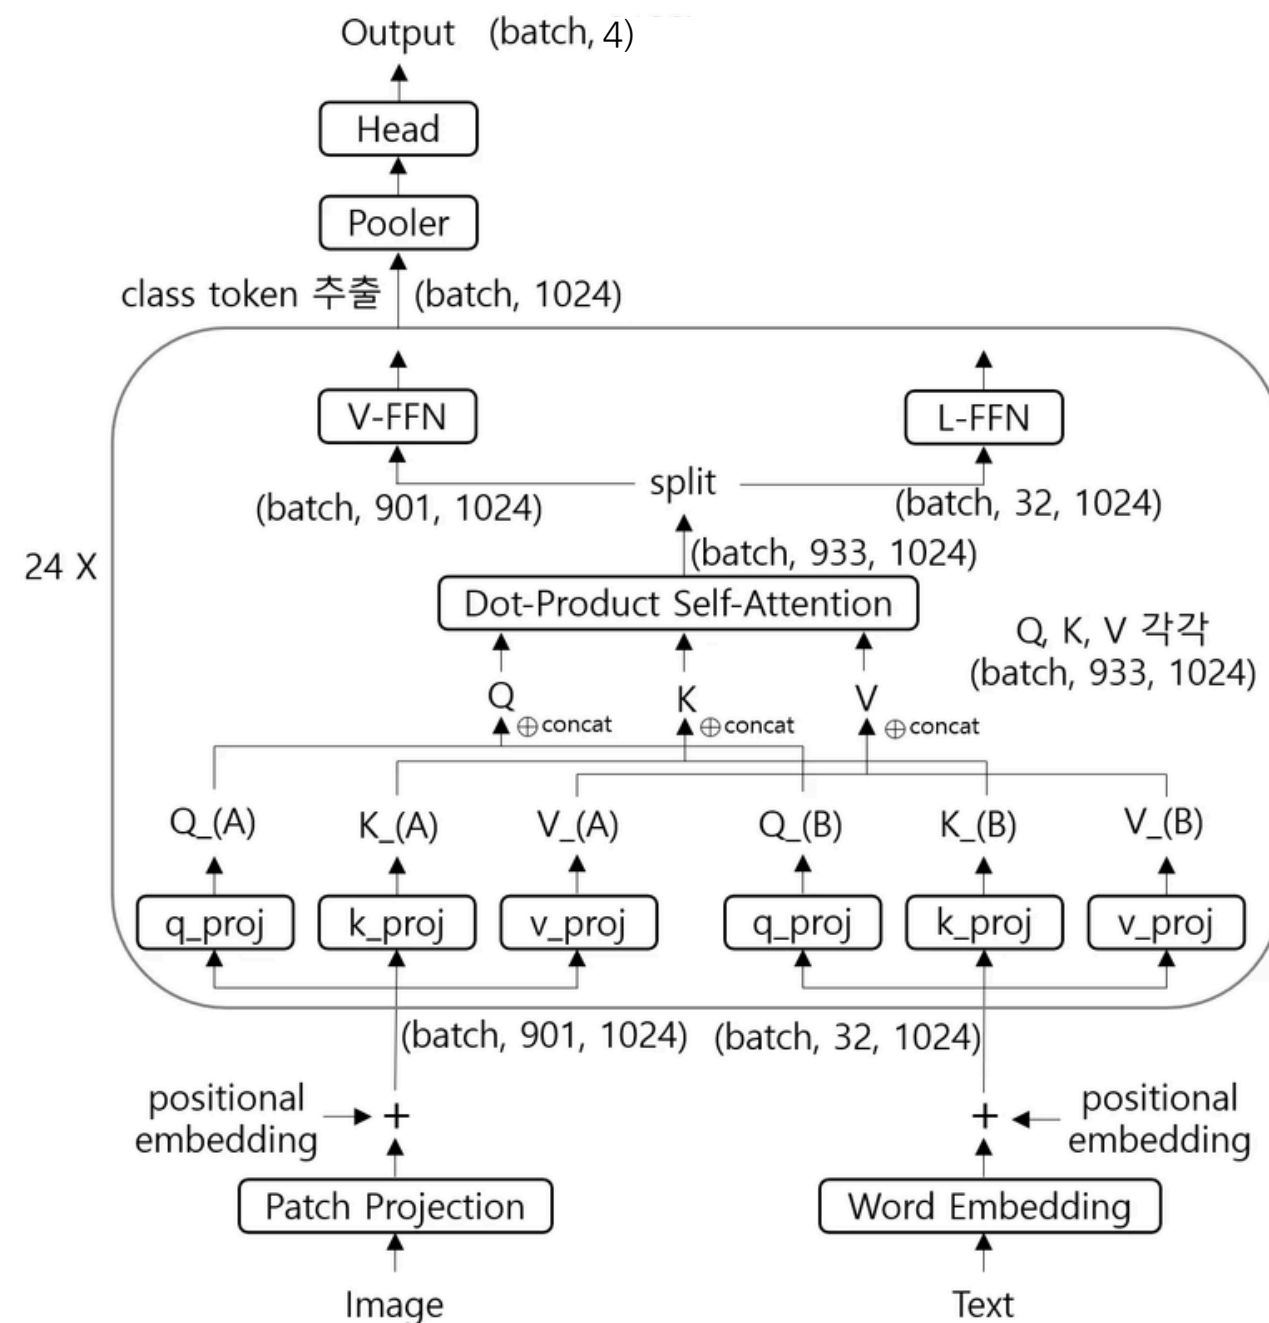 Output (batch, 4)
Head
Pooler
class token 추출 (batch, 1024)
V-FFN
L-FFN
split
(batch, 901, 1024)
(batch, 32, 1024)
(batch, 933, 1024)
24 X
Dot-Product Self-Attention
Q, K, V 각각
(batch, 933, 1024)
Q
K
V
⊕concat
⊕concat
⊕concat
Q_(A)
K_(A)
V_(A)
Q_(B)
K_(B)
V_(B)
q_proj
k_proj
v_proj
q_proj
k_proj
v_proj
(batch, 901, 1024)
(batch, 32, 1024)
positional
embedding
+
+
positional
embedding
Patch Projection
Word Embedding
Image
Text